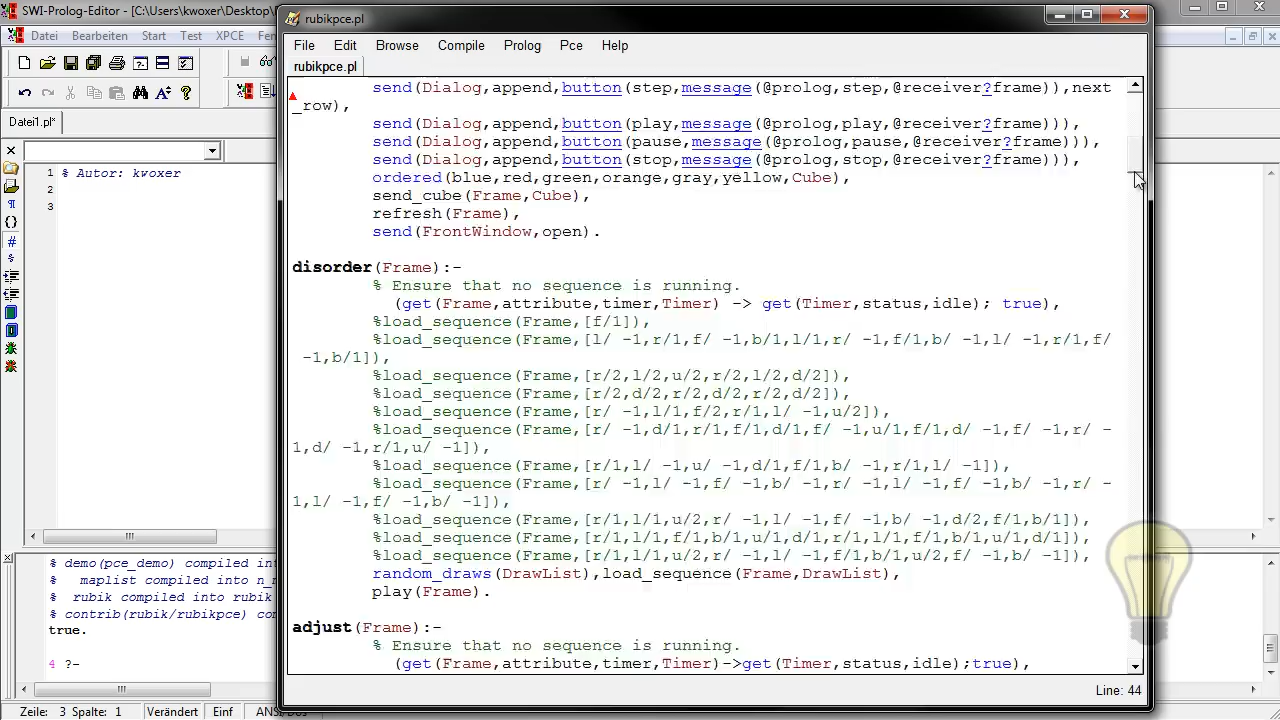 SWI-Prolog-Editor - [C:\Users\kwoxer\Desktop\
rubikpce.pl
Datei Bearbeiten Start Test XPCE
File Edit Browse Compile Prolog Pce Help
rubikpce.pl
Datei1.pl*
1 % Autor: kwoxer
2
3
send(Dialog,append,button(step,message(@prolog,step,@receiver?frame)),next
_row),
send(Dialog,append,button(play,message(@prolog,play,@receiver?frame))),
send(Dialog,append,button(pause,message(@prolog,pause,@receiver?frame))),
send(Dialog,append,button(stop,message(@prolog,stop,@receiver?frame))),
ordered(blue,red,green,orange,gray,yellow,Cube),
send_cube(Frame,Cube),
refresh(Frame),
send(FrontWindow,open).
disorder(Frame):-
% Ensure that no sequence is running.
(get(Frame,attribute,timer,Timer) -> get(Timer,status,idle); true),
%load_sequence(Frame,[f/1]),
%load_sequence(Frame,[l/ -1,r/1,f/ -1,b/1,l/1,r/ -1,f/1,b/ -1,l/ -1,r/1,f/
-1,b/1]),
%load_sequence(Frame,[r/2,l/2,u/2,r/2,l/2,d/2]),
%load_sequence(Frame,[r/2,d/2,r/2,d/2,r/2,d/2]),
%load_sequence(Frame,[r/ -1,l/1,f/2,r/1,l/ -1,u/2]),
%load_sequence(Frame,[r/ -1,d/1,r/1,f/1,d/1,f/ -1,u/1,f/1,d/ -1,f/ -1,r/ -
1,d/ -1,r/1,u/ -1]),
%load_sequence(Frame,[r/1,l/ -1,u/ -1,d/1,f/1,b/ -1,r/1,l/ -1]),
%load_sequence(Frame,[r/ -1,l/ -1,f/ -1,b/ -1,r/ -1,l/ -1,f/ -1,b/ -1,r/ -
1,l/ -1,f/ -1,b/ -1]),
%load_sequence(Frame,[r/1,l/1,u/2,r/ -1,l/ -1,f/ -1,b/ -1,d/2,f/1,b/1]),
%load_sequence(Frame,[r/1,l/1,f/1,b/1,u/1,d/1,r/1,l/1,f/1,b/1,u/1,d/1]),
%load_sequence(Frame,[r/1,l/1,u/2,r/ -1,l/ -1,f/1,b/1,u/2,f/ -1,b/ -1]),
random_draws(DrawList),load_sequence(Frame,DrawList),
play(Frame).
adjust(Frame):-
% Ensure that no sequence is running.
(get(Frame,attribute,timer,Timer)->get(Timer,status,idle);true),
Line: 44
% demo(pce_demo) compiled
% maplist compiled into n_m
% rubik compiled into rubik
% contrib(rubik/rubikpce) co
true.
4 ?-
Zeile: 3 Spalte: 1 Verändert Einf